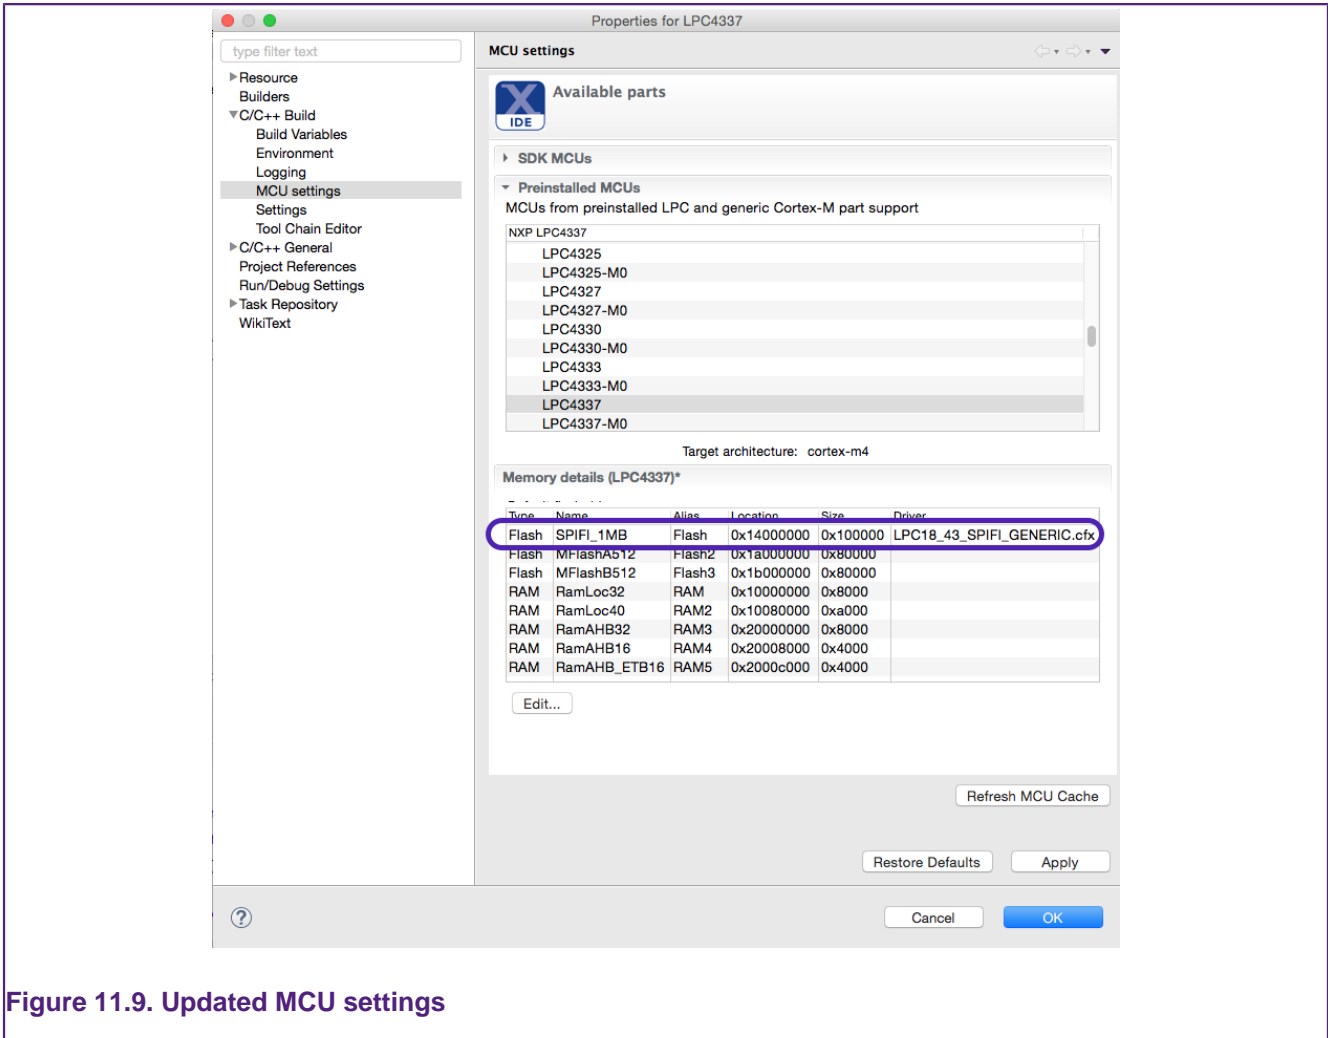 Properties for LPC4337
type filter text
Resource
Builders
C/C++ Build
Build Variables
Environment
Logging
MCU settings
Settings
Tool Chain Editor
C/C++ General
Project References
Run/Debug Settings
Task Repository
WikiText
MCU settings
IDE
Available parts
SDK MCUs
Preinstalled MCUs
MCUs from preinstalled LPC and generic Cortex-M part support
NXP LPC4337
LPC4325
LPC4325-M0
LPC4327
LPC4327-M0
LPC4330
LPC4330-M0
LPC4333
LPC4333-M0
LPC4337
LPC4337-M0
Target architecture: cortex-m4
Memory details (LPC4337)*
Type Name Alias Location Size Driver
Flash SPIFI_1MB Flash 0x14000000 0x100000 LPC18_43_SPIFI_GENERIC.cfx
Flash MFlashA512 Flash2 0x1a000000 0x80000
Flash MFlashB512 Flash3 0x1b000000 0x80000
RAM RamLoc32 RAM 0x10000000 0x8000
RAM RamLoc40 RAM2 0x10080000 0xa000
RAM RamAHB32 RAM3 0x20000000 0x8000
RAM RamAHB16 RAM4 0x20008000 0x4000
RAM RamAHB_ETB16 RAM5 0x2000c000 0x4000
Edit...
Refresh MCU Cache
Restore Defaults Apply
? Cancel OK
Figure 11.9. Updated MCU settings